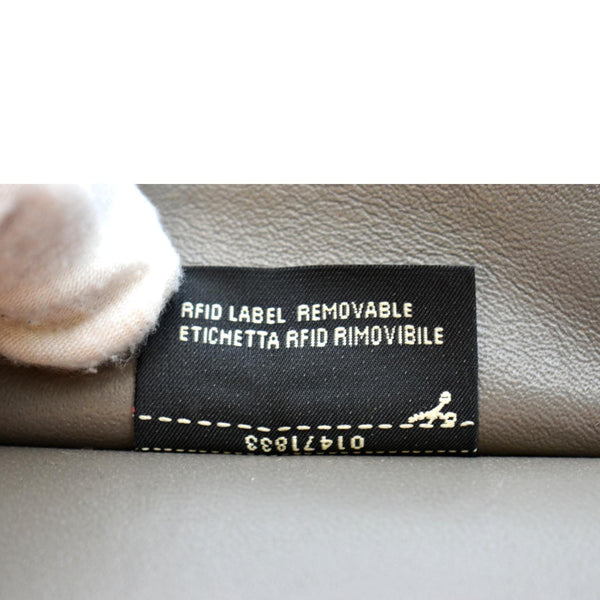 RFID LABEL REMOVABLE
ETICHETTA RFID RIMOVIBILE
01471833